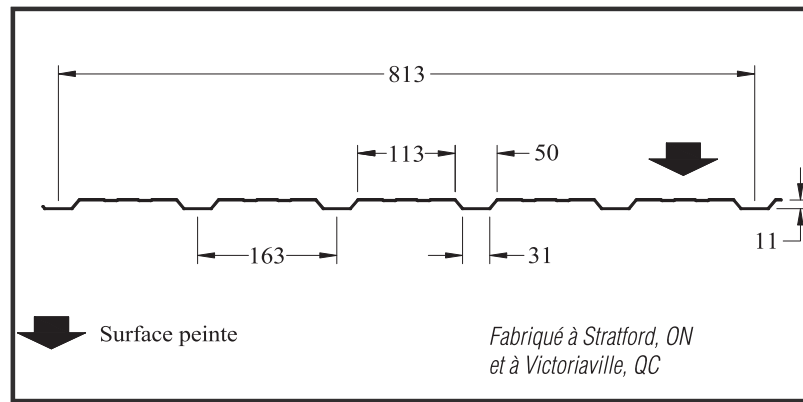 813
113
50
163
31
11
Surface peinte
Fabriqué à Stratford, ON
et à Victoriaville, QC